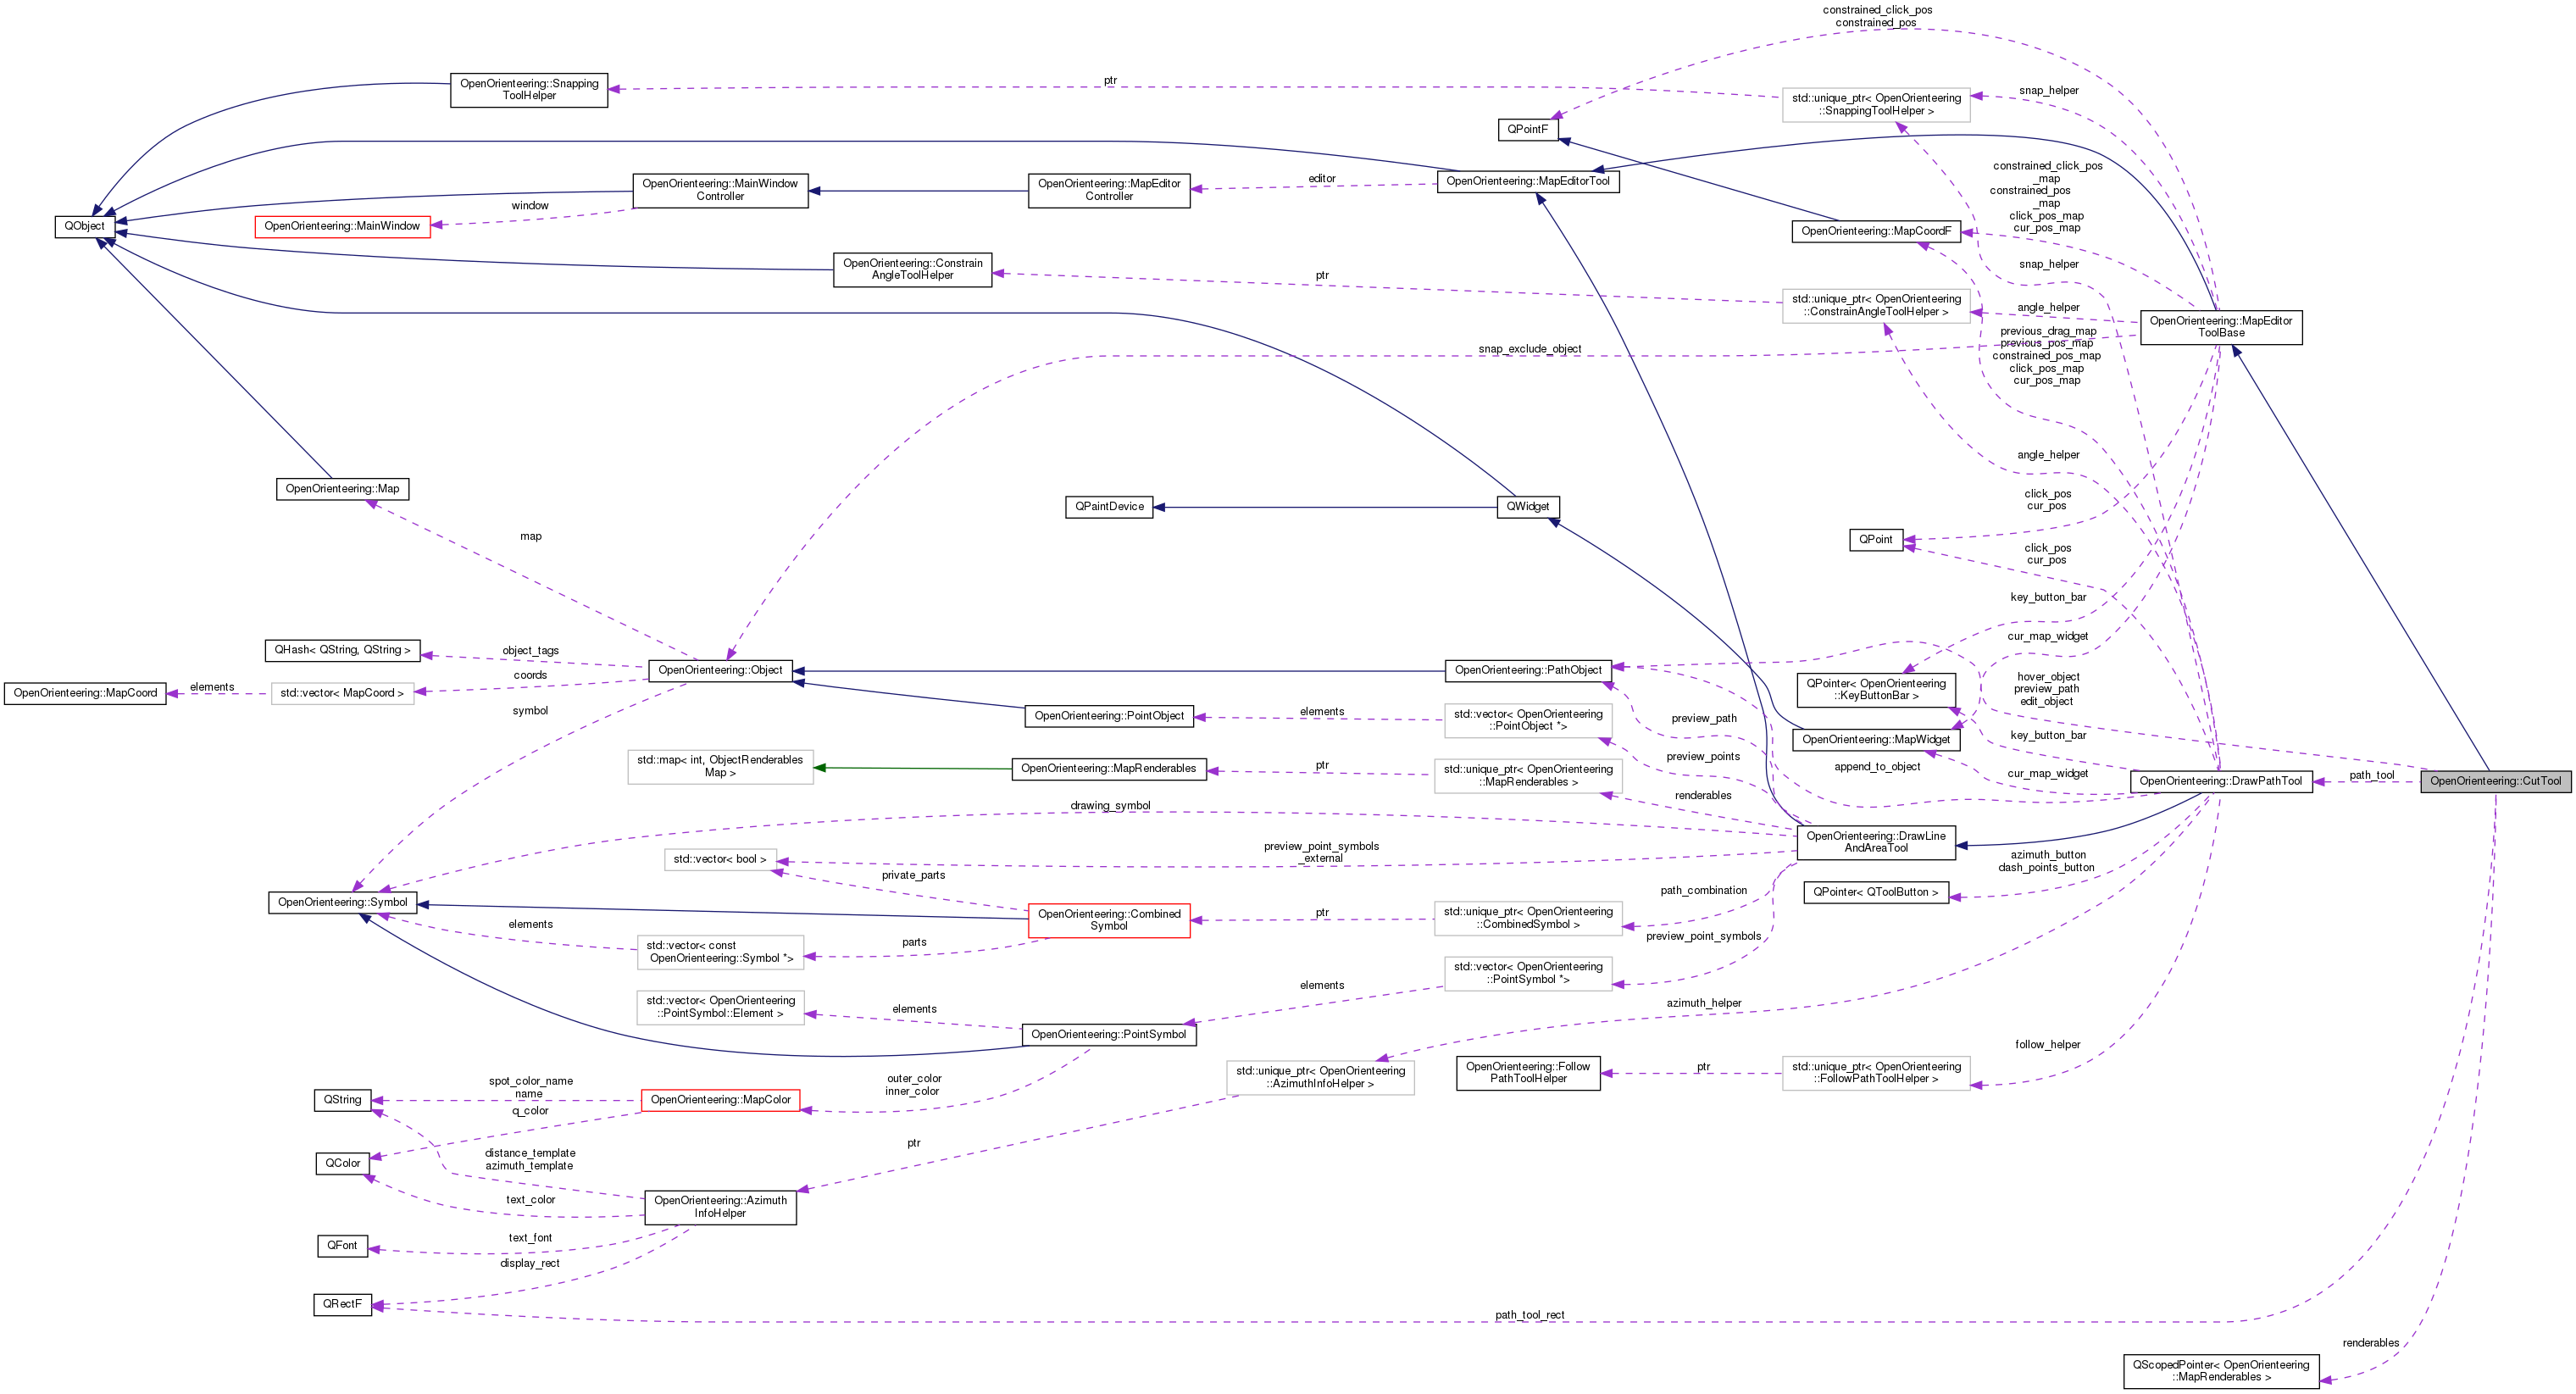 constrained_click_pos
constrained_pos
OpenOrienteering::Snapping
ToolHelper
ptr
std::unique_ptr< OpenOrienteering
::SnappingToolHelper >
snap_helper
QPointF
OpenOrienteering::MainWindow
Controller
OpenOrienteering::MapEditor
Controller
editor
OpenOrienteering::MapEditorTool
constrained_click_pos
_map
constrained_pos
_map
click_pos_map
cur_pos_map
window
QObject
OpenOrienteering::MainWindow
OpenOrienteering::MapCoordF
OpenOrienteering::Constrain
AngleToolHelper
ptr
snap_helper
std::unique_ptr< OpenOrienteering
::ConstrainAngleToolHelper >
angle_helper
OpenOrienteering::MapEditor
ToolBase
snap_exclude_object
previous_drag_map
previous_pos_map
constrained_pos_map
click_pos_map
cur_pos_map
angle_helper
OpenOrienteering::Map
QPaintDevice
QWidget
click_pos
cur_pos
map
QPoint
click_pos
cur_pos
key_button_bar
QHash< QString, QString >
object_tags
cur_map_widget
OpenOrienteering::Object
OpenOrienteering::PathObject
coords
OpenOrienteering::MapCoord
elements
std::vector< MapCoord >
QPointer< OpenOrienteering
::KeyButtonBar >
hover_object
preview_path
edit_object
symbol
OpenOrienteering::PointObject
elements
std::vector< OpenOrienteering
::PointObject *>
preview_path
OpenOrienteering::MapWidget
key_button_bar
preview_points
std::map< int, ObjectRenderables
Map >
OpenOrienteering::MapRenderables
ptr
std::unique_ptr< OpenOrienteering
::MapRenderables >
append_to_object
cur_map_widget
OpenOrienteering::DrawPathTool
path_tool
OpenOrienteering::CutTool
renderables
drawing_symbol
OpenOrienteering::DrawLine
AndAreaTool
std::vector< bool >
preview_point_symbols
_external
azimuth_button
dash_points_button
private_parts
path_combination
QPointer< QToolButton >
OpenOrienteering::Symbol
OpenOrienteering::Combined
Symbol
ptr
std::unique_ptr< OpenOrienteering
::CombinedSymbol >
elements
std::vector< const
OpenOrienteering::Symbol *>
parts
preview_point_symbols
std::vector< OpenOrienteering
::PointSymbol *>
elements
std::vector< OpenOrienteering
::PointSymbol::Element >
elements
azimuth_helper
OpenOrienteering::PointSymbol
follow_helper
std::unique_ptr< OpenOrienteering
::AzimuthInfoHelper >
OpenOrienteering::Follow
PathToolHelper
ptr
std::unique_ptr< OpenOrienteering
::FollowPathToolHelper >
outer_color
inner_color
spot_color_name
name
QString
OpenOrienteering::MapColor
q_color
ptr
distance_template
azimuth_template
QColor
text_color
OpenOrienteering::Azimuth
InfoHelper
text_font
QFont
display_rect
QRectF
path_tool_rect
renderables
QScopedPointer< OpenOrienteering
::MapRenderables >